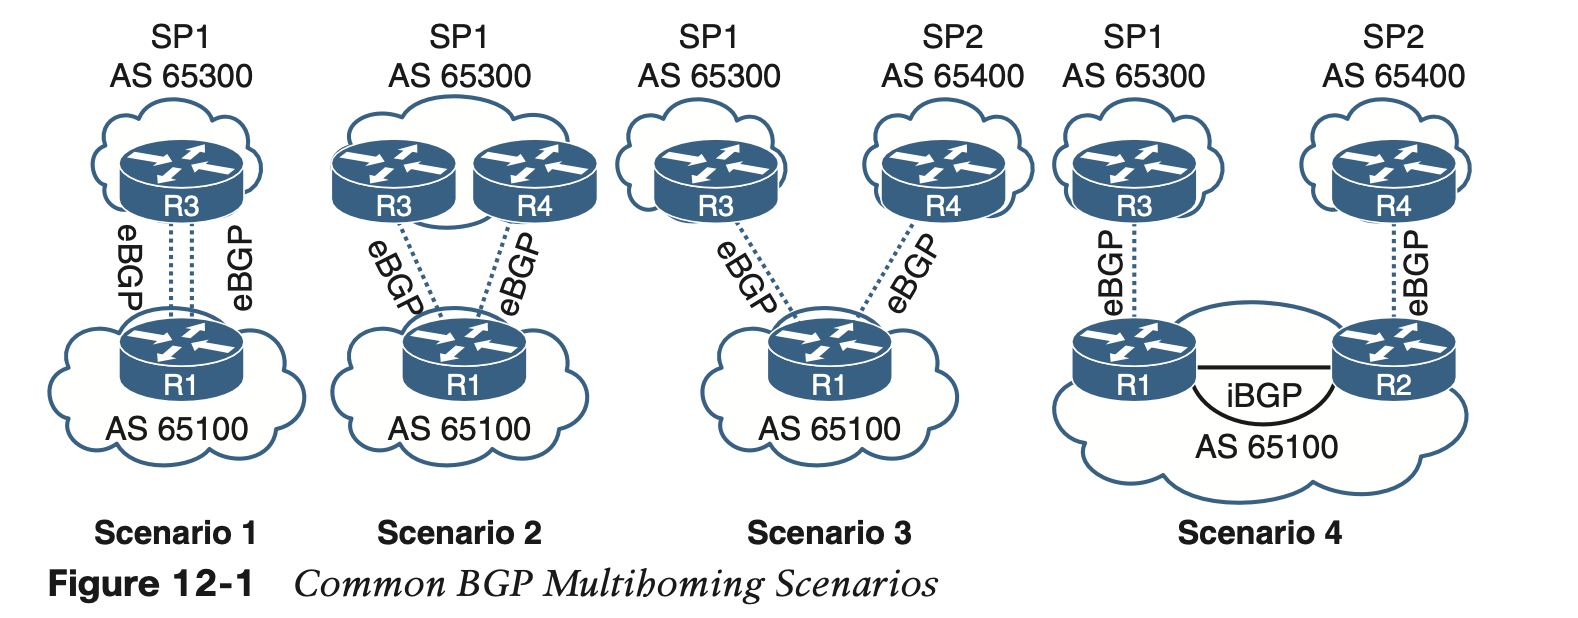 SP1
AS 65300
R3
eBGP
eBGP
R1
AS 65100
Scenario 1
SP1
AS 65300
R3
R4
eBGP
eBGP
R1
AS 65100
Scenario 2
SP1
AS 65300
SP2
AS 65400
R3
R4
eBGP
eBGP
R1
AS 65100
Scenario 3
SP1
AS 65300
SP2
AS 65400
R3
R4
eBGP
eBGP
R1
R2
iBGP
AS 65100
Scenario 4
Figure 12-1 Common BGP Multihoming Scenarios